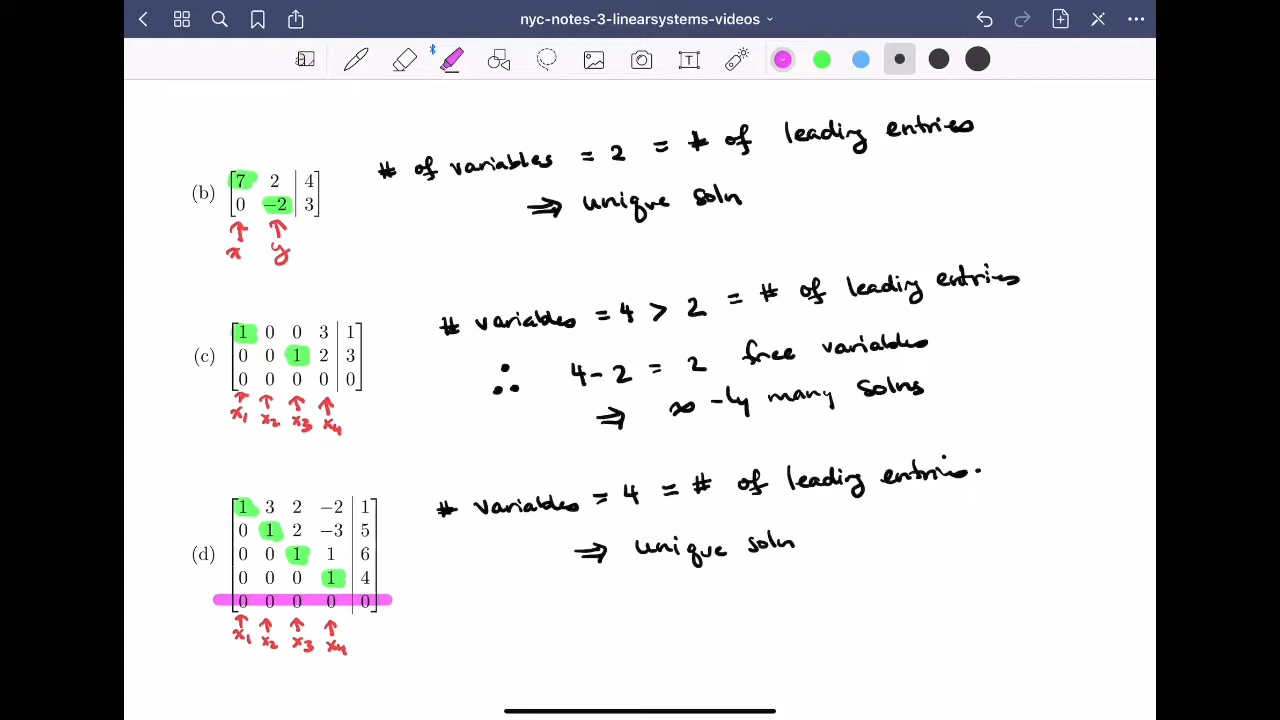 nyc-notes-3-linearsystems-videos
T
# of variables = 2 = # of leading entries
⇒ unique soln
(b) [ 7 2 | 4 ]
[ 0 −2 | 3 ]
x y
# variables = 4 > 2 = # of leading entries
∴ 4 - 2 = 2 free variables
⇒ ∞-ly many solns
(c) [ 1 0 0 3 | 1 ]
[ 0 0 1 2 | 3 ]
[ 0 0 0 0 | 0 ]
x₁ x₂ x₃ x₄
# variables = 4 = # of leading entries.
⇒ unique soln
(d) [ 1 3 2 −2 | 1 ]
[ 0 1 2 −3 | 5 ]
[ 0 0 1 1 | 6 ]
[ 0 0 0 1 | 4 ]
[ 0 0 0 0 | 0 ]
x₁ x₂ x₃ x₄